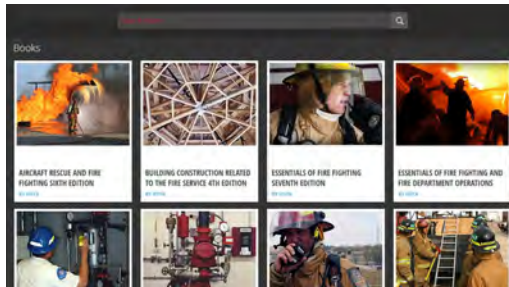 Books
AIRCRAFT RESCUE AND FIRE
FIGHTING SIXTH EDITION
BUILDING CONSTRUCTION RELATED
TO THE FIRE SERVICE 4TH EDITION
ESSENTIALS OF FIRE FIGHTING
SEVENTH EDITION
ESSENTIALS OF FIRE FIGHTING AND
FIRE DEPARTMENT OPERATIONS